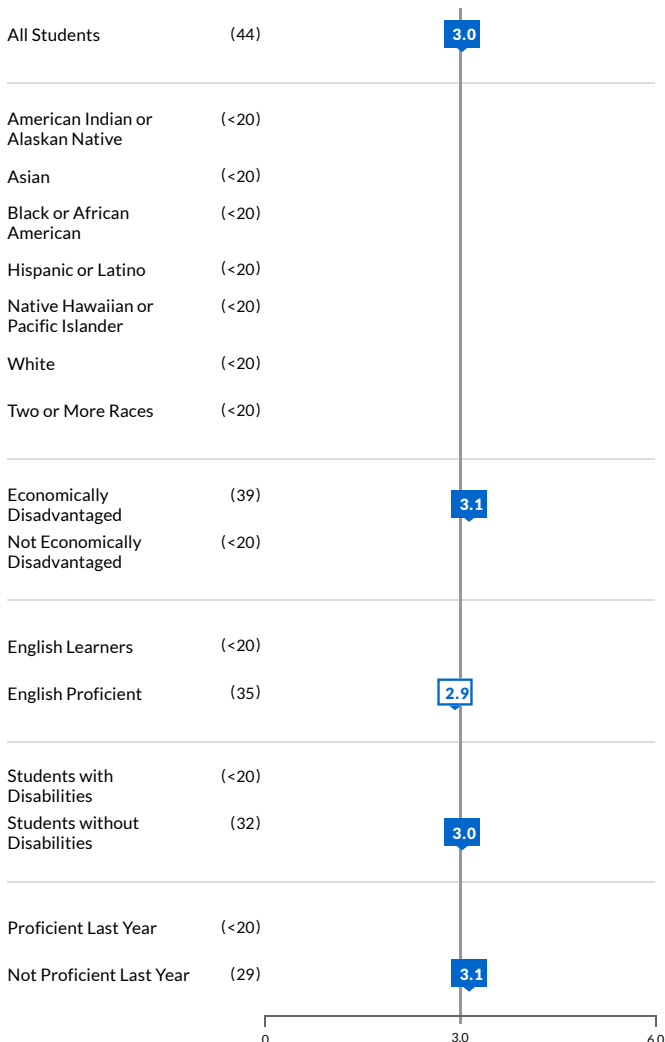 All Students (44) 3.0
American Indian or (<20)
Alaskan Native
Asian (<20)
Black or African (<20)
American
Hispanic or Latino (<20)
Native Hawaiian or (<20)
Pacific Islander
White (<20)
Two or More Races (<20)
Economically (39) 3.1
Disadvantaged
Not Economically (<20)
Disadvantaged
English Learners (<20)
English Proficient (35) 2.9
Students with (<20)
Disabilities
Students without (32) 3.0
Disabilities
Proficient Last Year (<20)
Not Proficient Last Year (29) 3.1
0 3.0 6.0